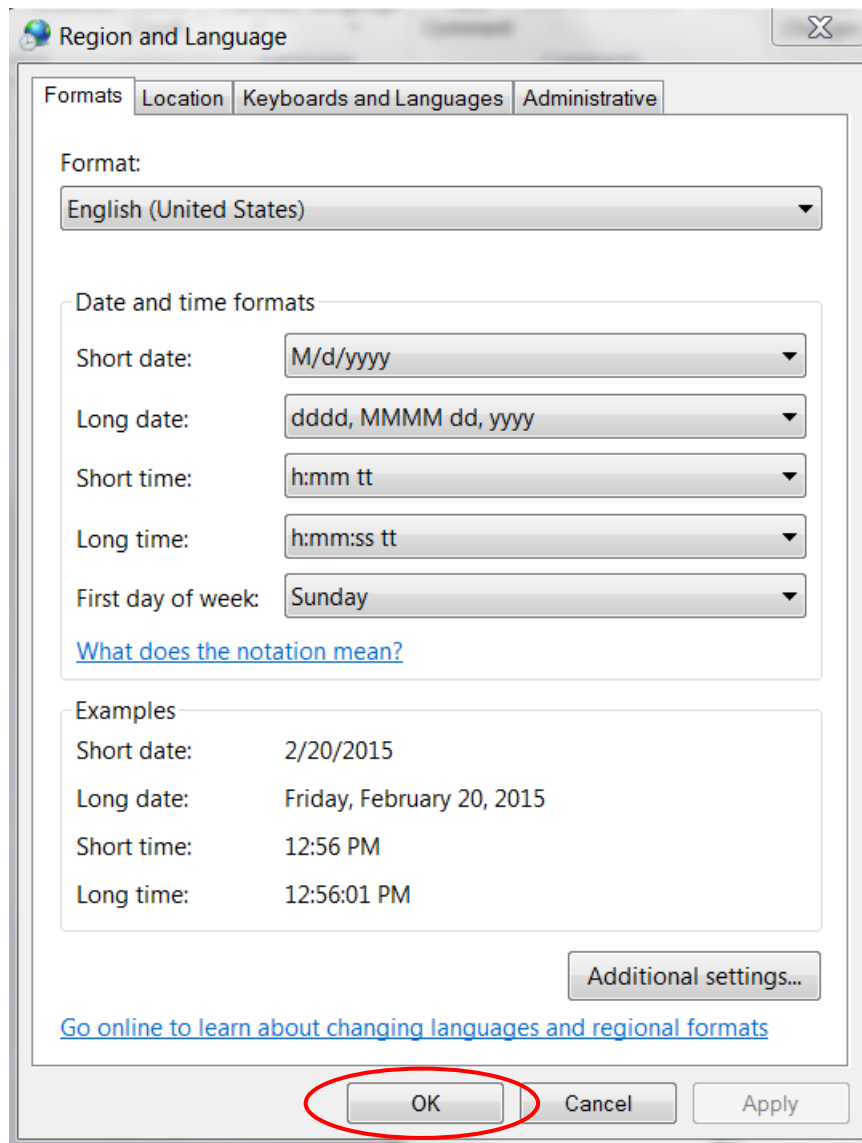 Region and Language
Formats Location Keyboards and Languages Administrative
Format:
English (United States)
Date and time formats
Short date: M/d/yyyy
Long date: dddd, MMMM dd, yyyy
Short time: h:mm tt
Long time: h:mm:ss tt
First day of week: Sunday
What does the notation mean?
Examples
Short date: 2/20/2015
Long date: Friday, February 20, 2015
Short time: 12:56 PM
Long time: 12:56:01 PM
Additional settings...
Go online to learn about changing languages and regional formats
OK Cancel Apply